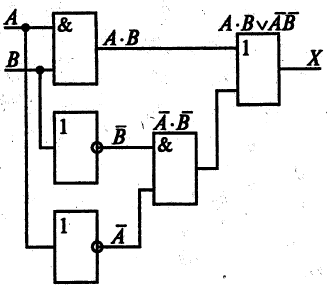 A & A·B A·B∨A̅B̅
B 1 X
1 B̅ A̅·B̅
&
1 A̅